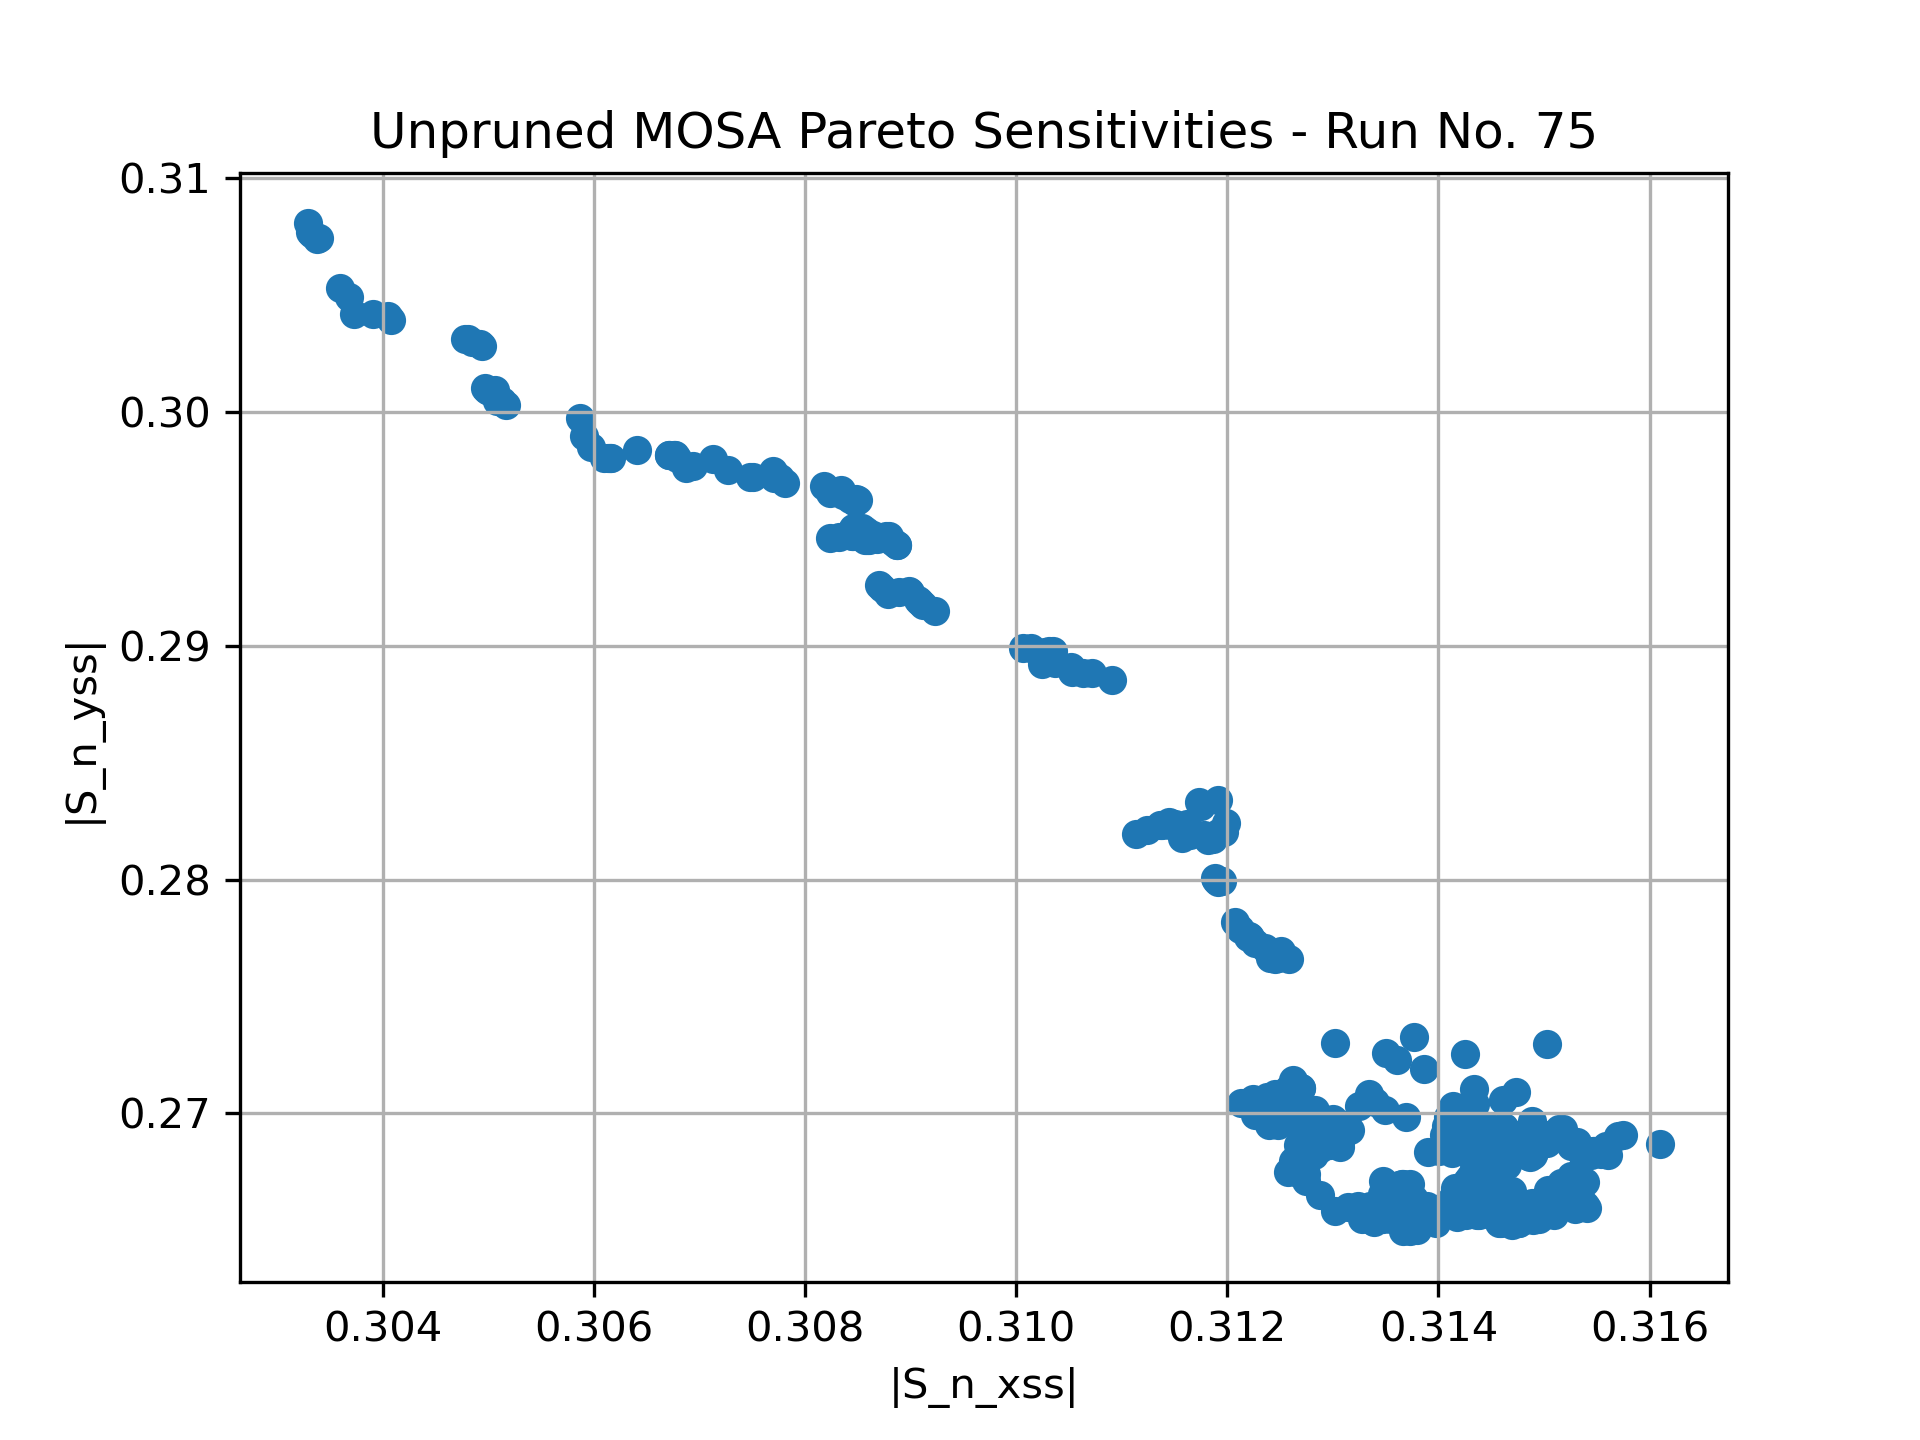 Unpruned MOSA Pareto Sensitivities - Run No. 75
0.31
0.30
0.29
0.28
0.27
|S_n_yss|
0.304 0.306 0.308 0.310 0.312 0.314 0.316
|S_n_xss|